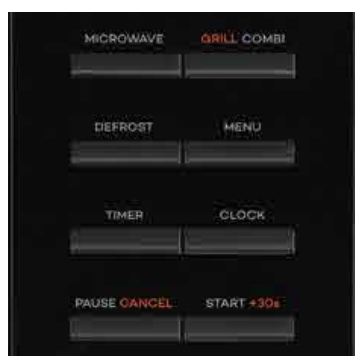 MICROWAVE GRILL COMBI
DEFROST MENU
TIMER CLOCK
PAUSE CANCEL START +30s